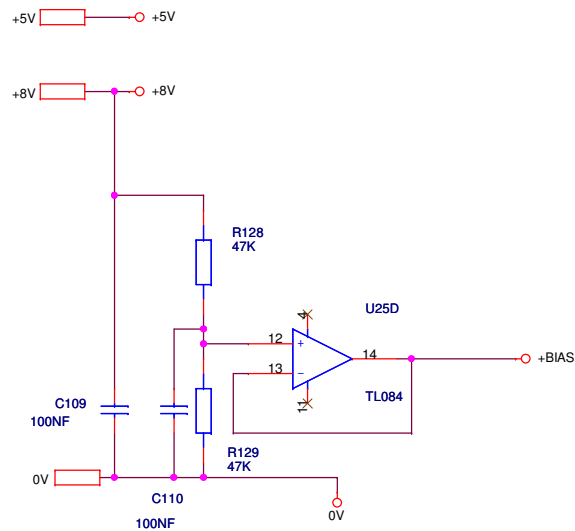 +5V +5V
+8V +8V
R128
47K
4
U25D
12 +
14
+BIAS
13 −
TL084
11
C109
100NF
R129
47K
0V
C110
0V
100NF